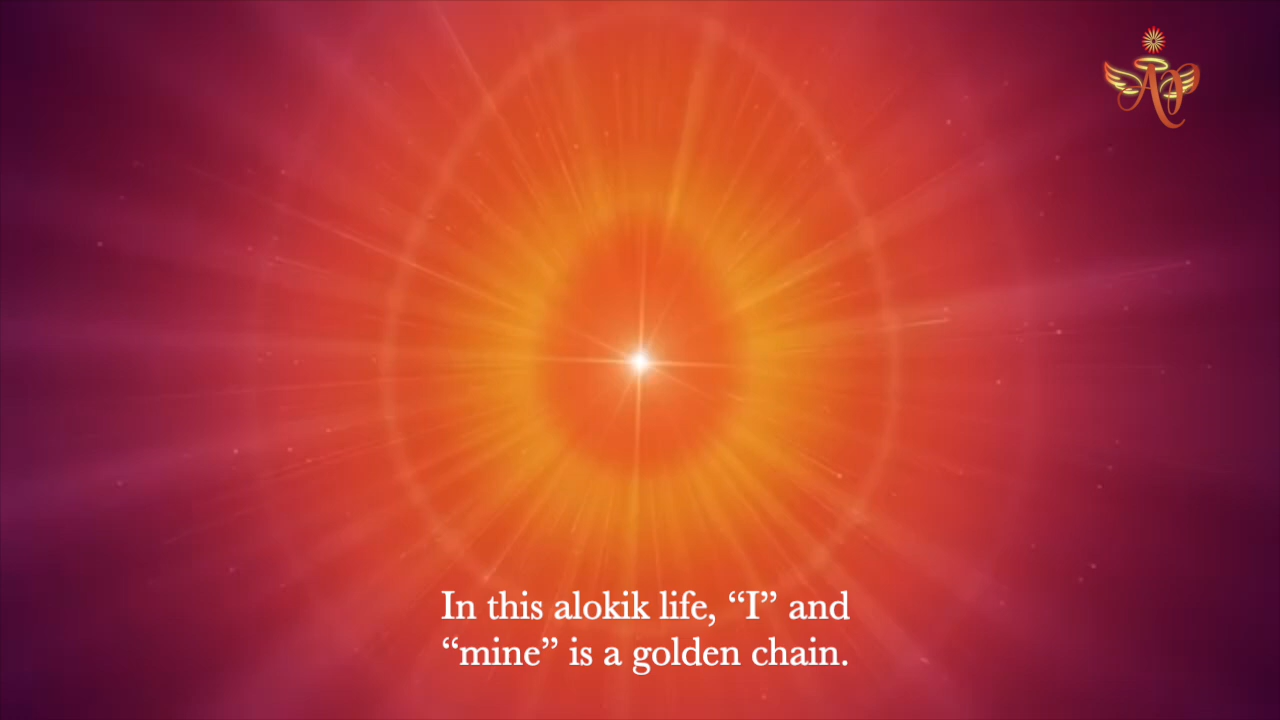 In this alokik life, “I” and
“mine” is a golden chain.